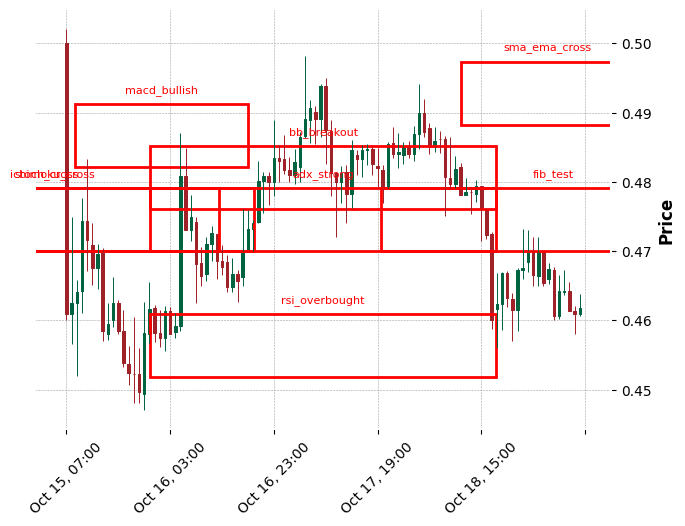 0.50
sma_ema_cross
0.49
macd_bullish
bb_breakout
0.48
stoch_cross
adx_strong
fib_test
0.47
rsi_overbought
0.46
0.45
Price
Oct 15, 07:00
Oct 16, 03:00
Oct 16, 23:00
Oct 17, 19:00
Oct 18, 15:00